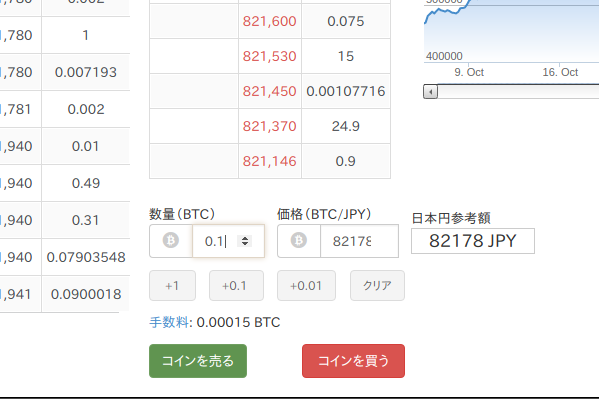 0.002
821,600 0.075
,780 1
821,530 15
,780 0.007193
821,450 0.00107716
,781 0.002
821,370 24.9
,940 0.01
821,146 0.9
,940 0.49
,940 0.31
,940 0.07903548
,941 0.0900018
400000
9. Oct 16. Oct
数量(BTC) 価格(BTC/JPY) 日本円参考額
0.1 82178 82178 JPY
+1 +0.1 +0.01 クリア
手数料: 0.00015 BTC
コインを売る コインを買う